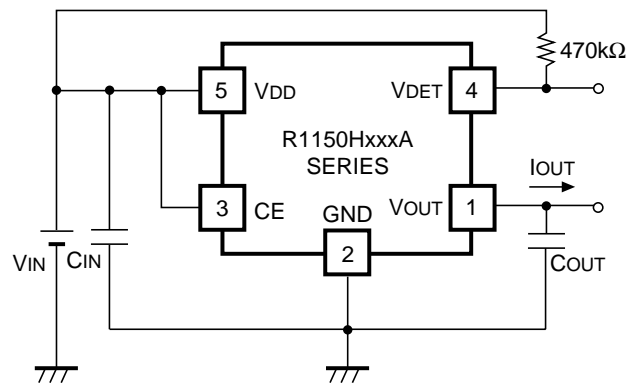 470kΩ
5 VDD
VDET 4
R1150HxxxA
SERIES
IOUT
3 CE
VOUT 1
GND
2
VIN
CIN
COUT